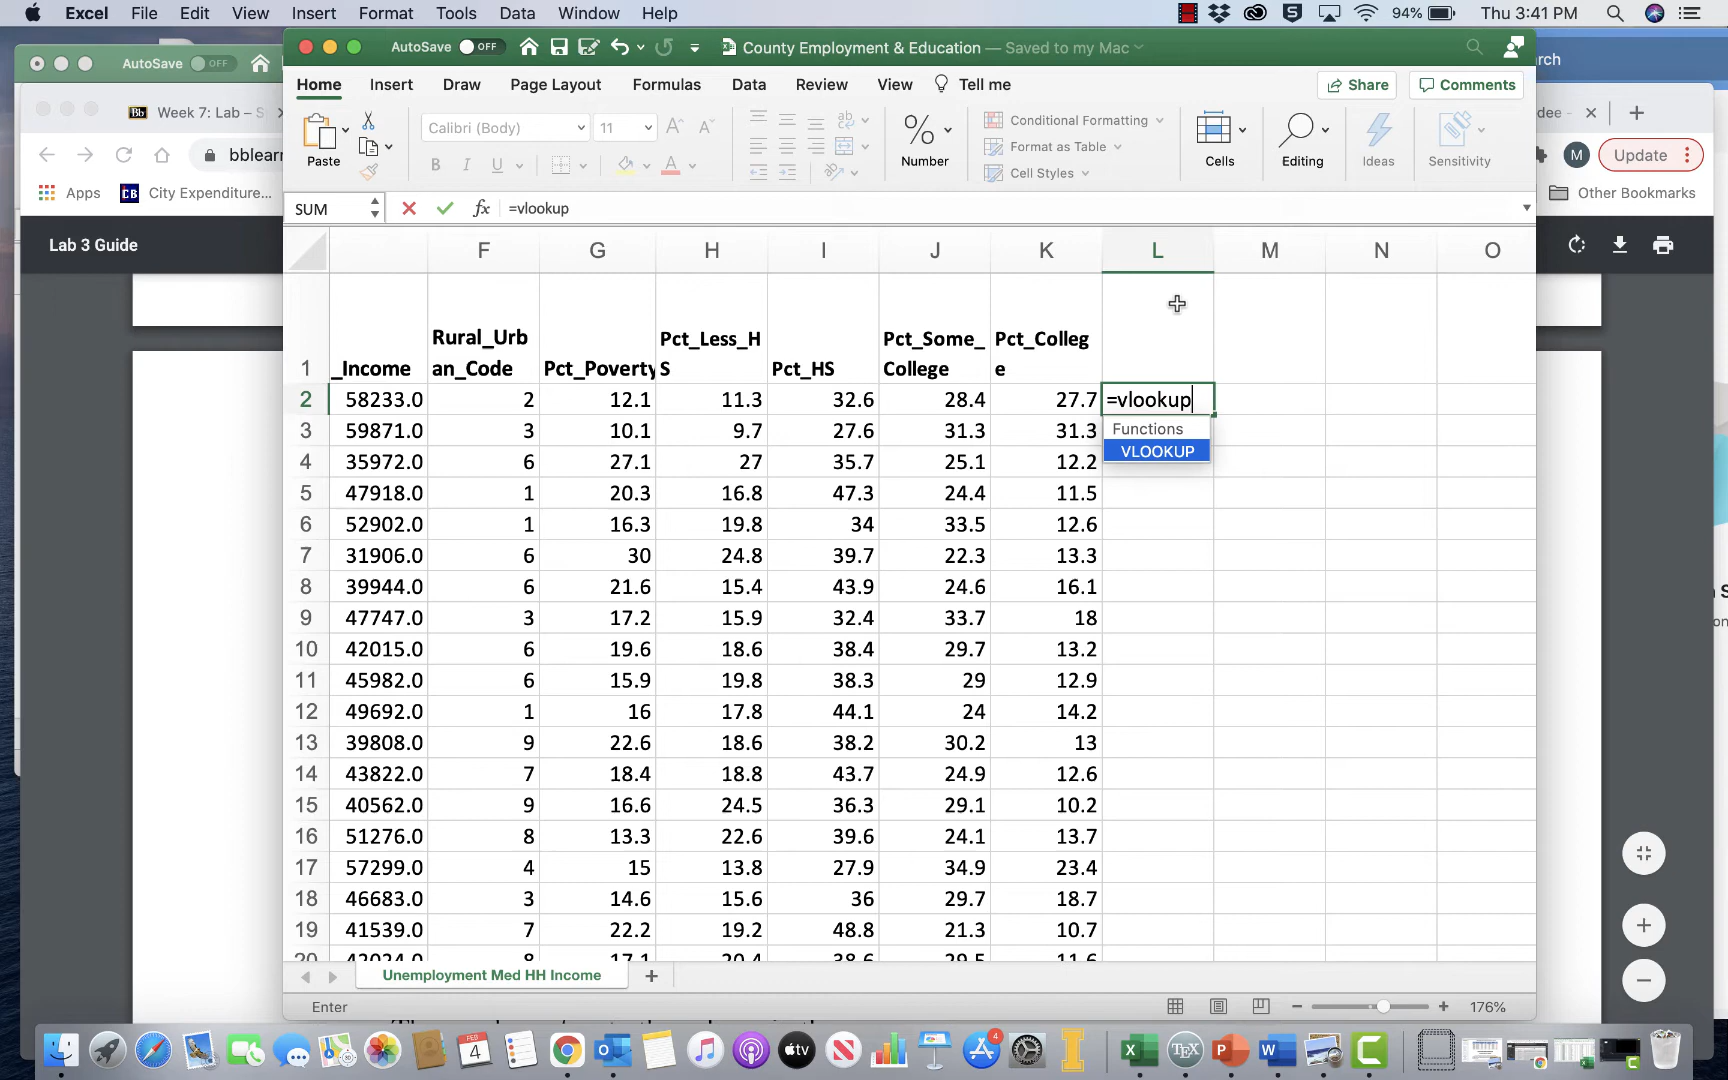 Excel File Edit View Insert Format Tools Data Window Help 94% Thu 3:41 PM
AutoSave OFF
AutoSave OFF County Employment & Education — Saved to my Mac
Home Insert Draw Page Layout Formulas Data Review View Tell me Share Comments
Week 7: Lab – S
bblearn
Update
Apps City Expenditure...
Other Bookmarks
Lab 3 Guide
Paste Calibri (Body) 11 Number Conditional Formatting Format as Table Cell Styles Cells Editing Ideas Sensitivity
SUM fx =vlookup
F G H I J K L M N O
1 _Income Rural_Urban_Code Pct_Poverty Pct_Less_HS Pct_HS Pct_Some_College Pct_College
2 58233.0 2 12.1 11.3 32.6 28.4 27.7 =vlookup
Functions
VLOOKUP
3 59871.0 3 10.1 9.7 27.6 31.3 31.3
4 35972.0 6 27.1 27 35.7 25.1 12.2
5 47918.0 1 20.3 16.8 47.3 24.4 11.5
6 52902.0 1 16.3 19.8 34 33.5 12.6
7 31906.0 6 30 24.8 39.7 22.3 13.3
8 39944.0 6 21.6 15.4 43.9 24.6 16.1
9 47747.0 3 17.2 15.9 32.4 33.7 18
10 42015.0 6 19.6 18.6 38.4 29.7 13.2
11 45982.0 6 15.9 19.8 38.3 29 12.9
12 49692.0 1 16 17.8 44.1 24 14.2
13 39808.0 9 22.6 18.6 38.2 30.2 13
14 43822.0 7 18.4 18.8 43.7 24.9 12.6
15 40562.0 9 16.6 24.5 36.3 29.1 10.2
16 51276.0 8 13.3 22.6 39.6 24.1 13.7
17 57299.0 4 15 13.8 27.9 34.9 23.4
18 46683.0 3 14.6 15.6 36 29.7 18.7
19 41539.0 7 22.2 19.2 48.8 21.3 10.7
Unemployment Med HH Income
Enter 176%